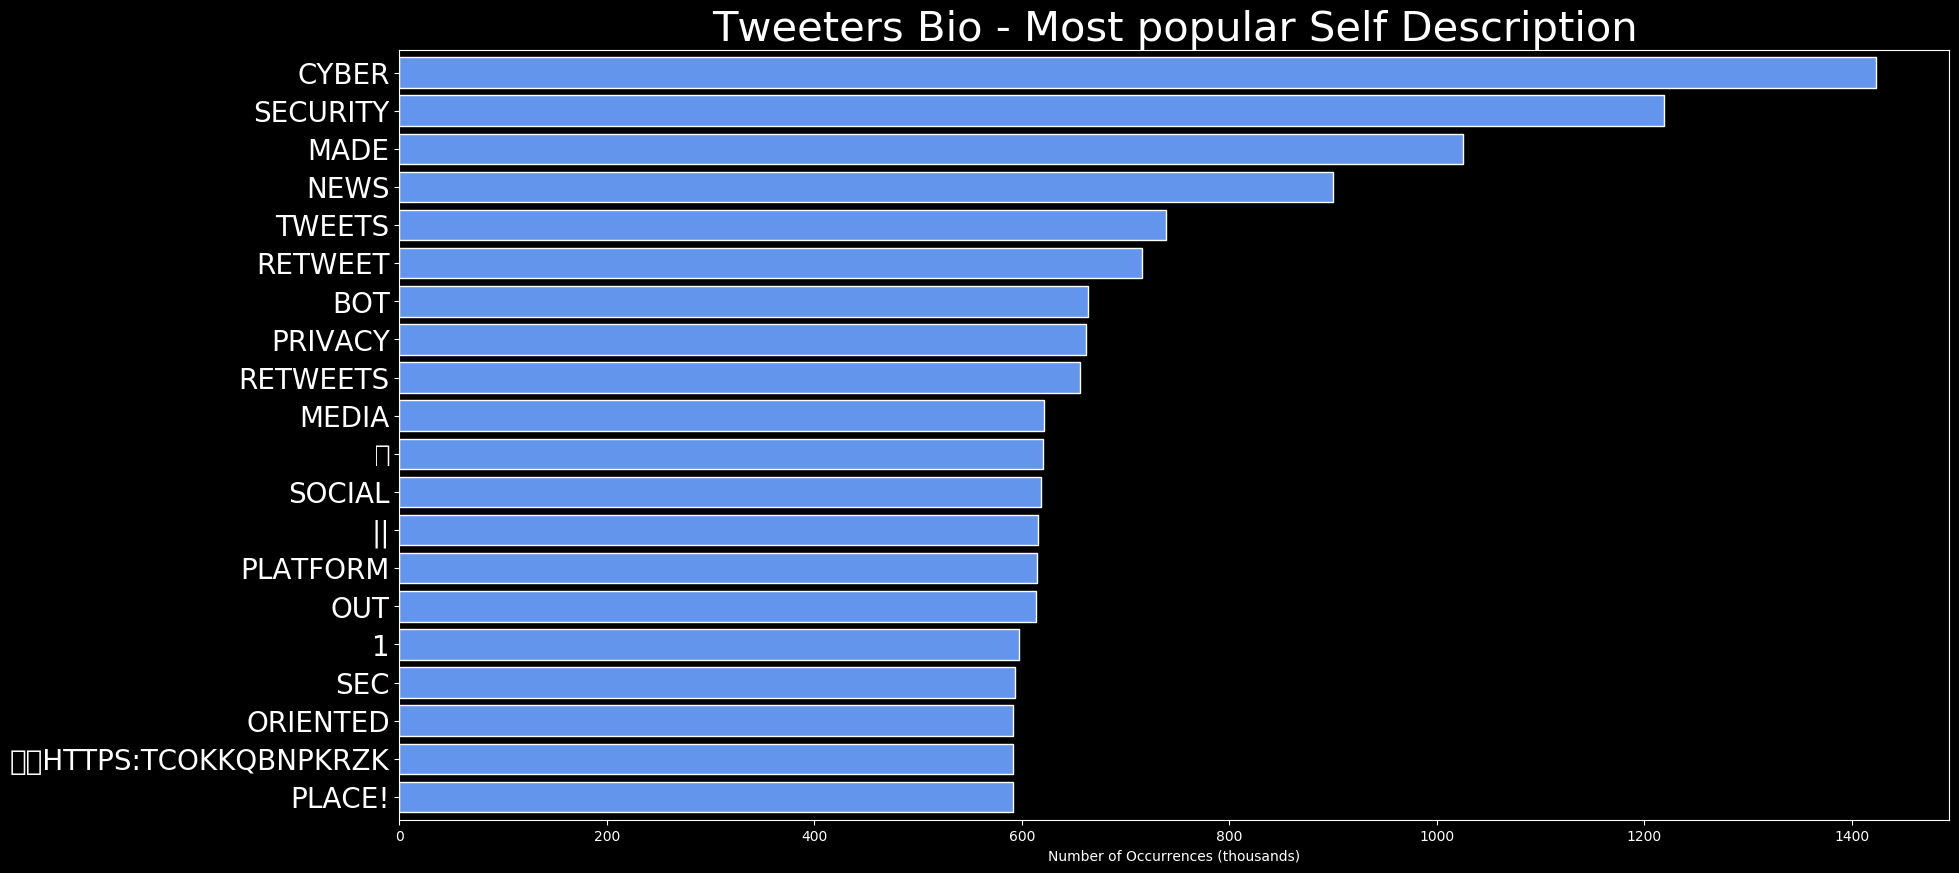 Tweeters Bio - Most popular Self Description
CYBER
SECURITY
MADE
NEWS
TWEETS
RETWEET
BOT
PRIVACY
RETWEETS
MEDIA
▯
SOCIAL
||
PLATFORM
OUT
1
SEC
ORIENTED
▯▯HTTPS:TCOKKQBNPKRZK
PLACE!
0 200 400 600 800 1000 1200 1400
Number of Occurrences (thousands)